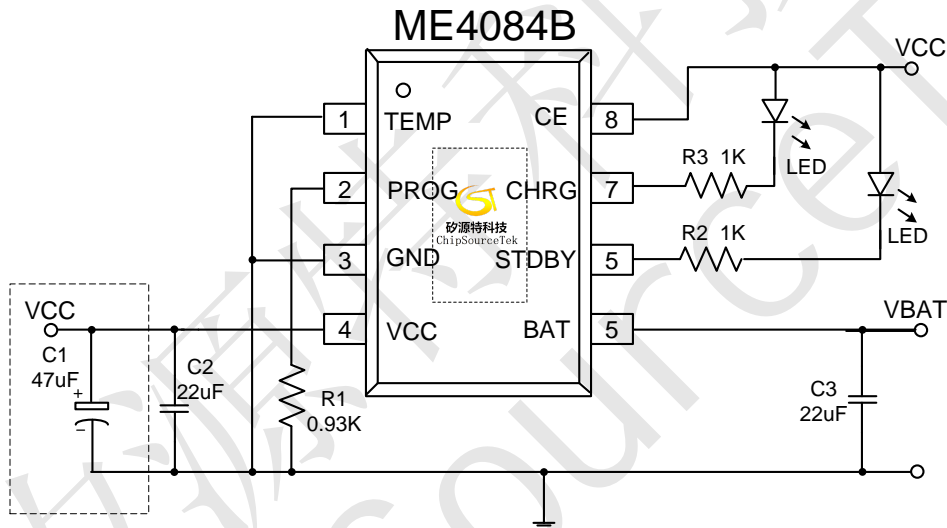 ME4084B
VCC
1 TEMP CE 8
LED
R3 1K
2 PROG CHRG 7
矽源特科技
ChipSourceTek
R2 1K
LED
3 GND STDBY 5
VCC
VBAT
4 VCC BAT 5
C1
47uF
+
−
C2
22uF
R1
0.93K
C3
22uF